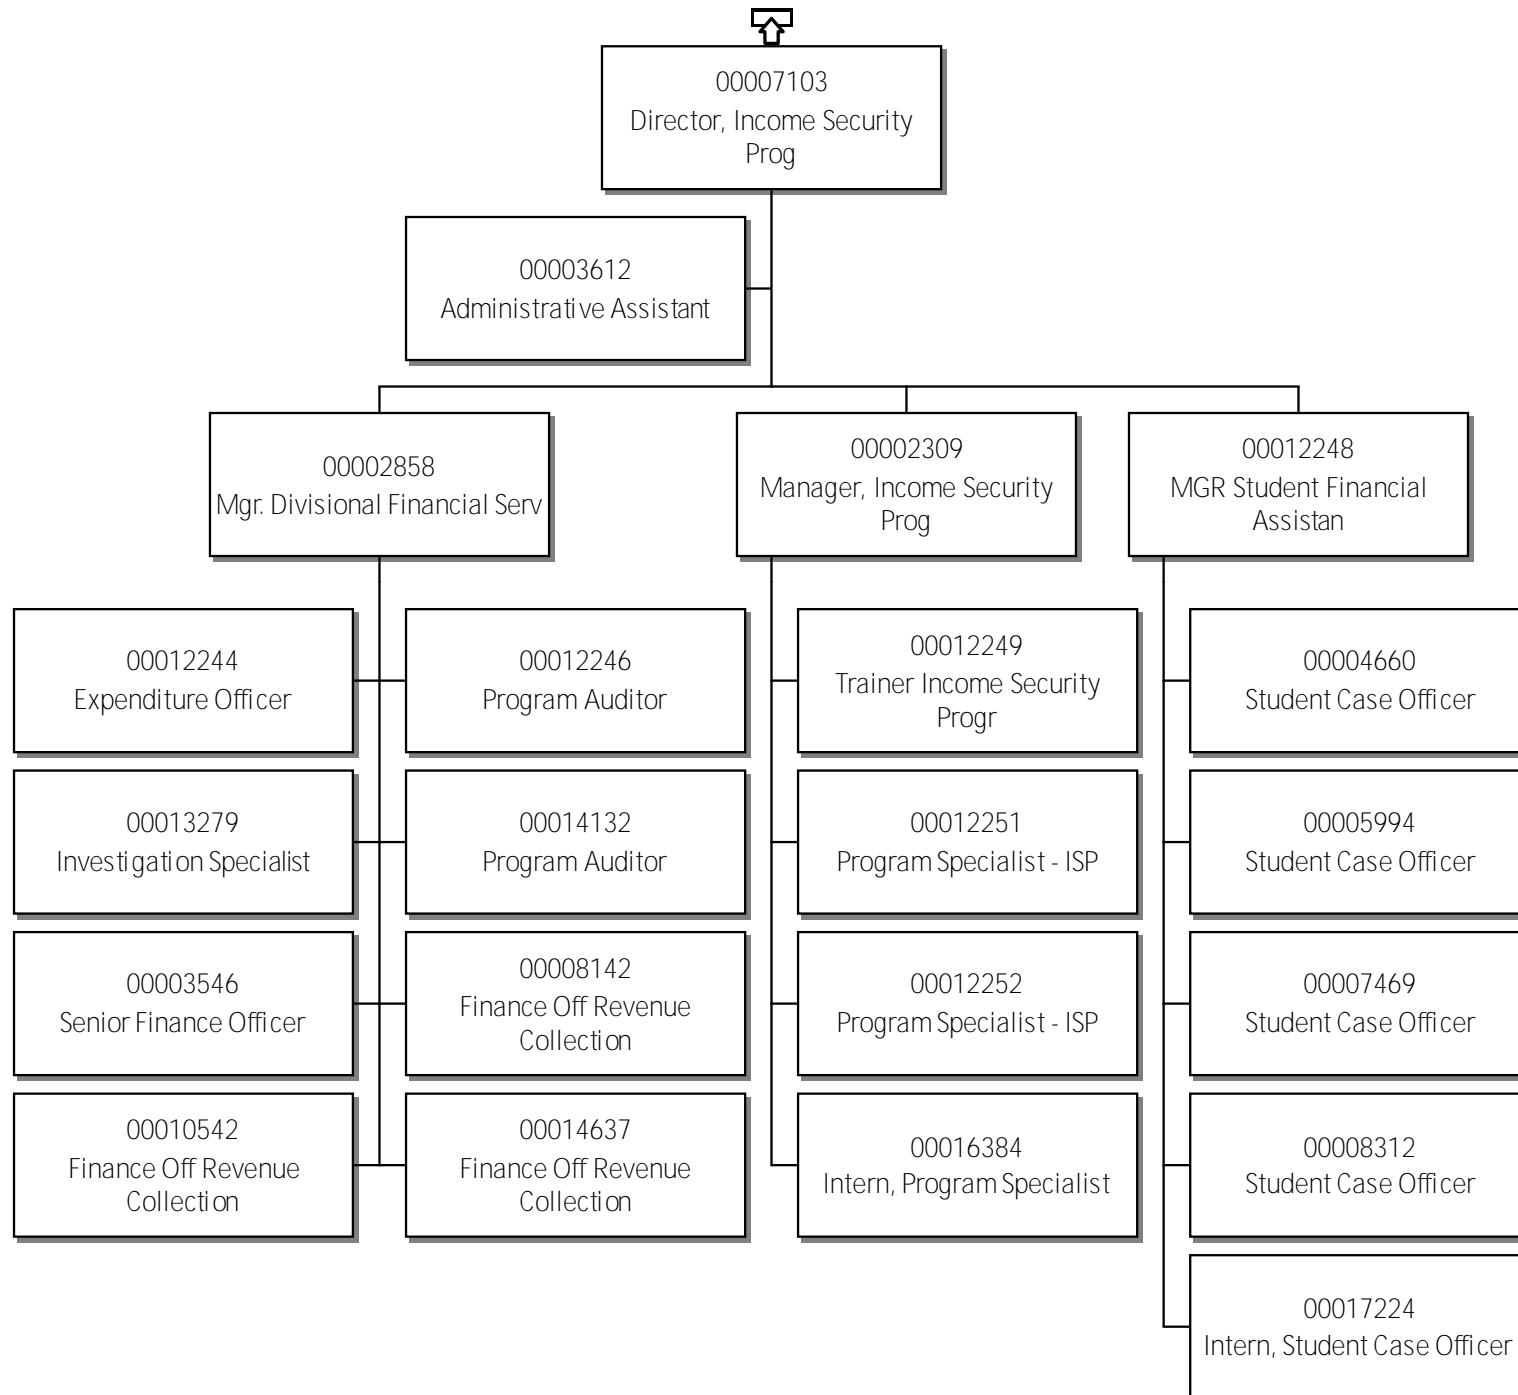 00007103
Director, Income Security
Prog
00003612
Administrative Assistant
00002858
Mgr. Divisional Financial Serv
00002309
Manager, Income Security
Prog
00012248
MGR Student Financial
Assistan
00012244
Expenditure Officer
00012246
Program Auditor
00012249
Trainer Income Security
Progr
00004660
Student Case Officer
00013279
Investigation Specialist
00014132
Program Auditor
00012251
Program Specialist - ISP
00005994
Student Case Officer
00003546
Senior Finance Officer
00008142
Finance Off Revenue
Collection
00012252
Program Specialist - ISP
00007469
Student Case Officer
00010542
Finance Off Revenue
Collection
00014637
Finance Off Revenue
Collection
00016384
Intern, Program Specialist
00008312
Student Case Officer
00017224
Intern, Student Case Officer